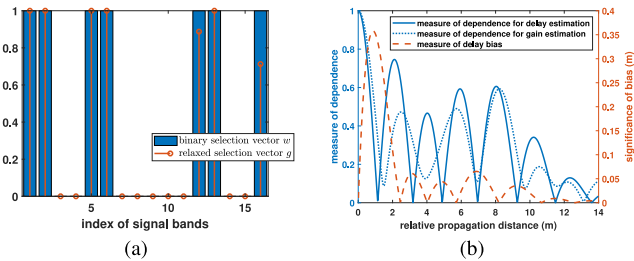 1
0.8
0.6
0.4
0.2
0
5
10
15
index of signal bands
binary selection vector w
relaxed selection vector g
(a)
measure of dependence for delay estimation
measure of dependence for gain estimation
measure of delay bias
measure of dependence
1
0.8
0.6
0.4
0.2
0
0
2
4
6
8
10
12
14
relative propagation distance (m)
0.4
0.35
0.3
0.25
0.2
0.15
0.1
0.05
0
significance of bias (m)
(b)